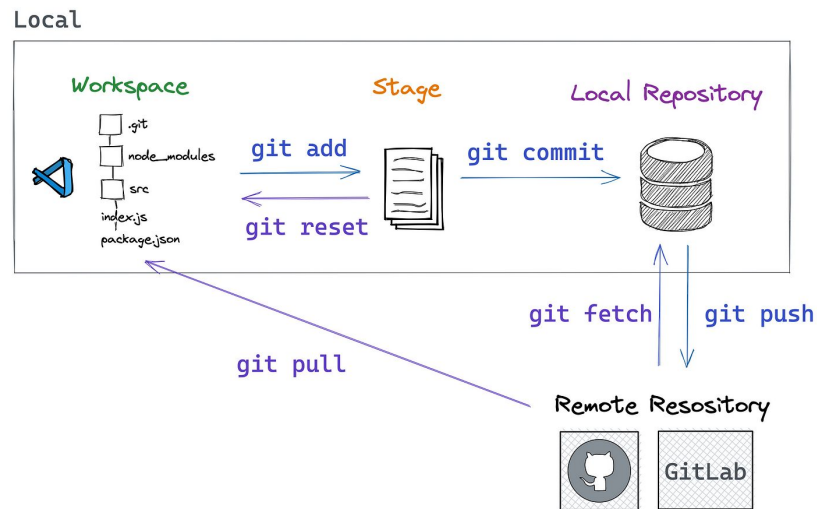 Local
Workspace
Stage
Local Repository
.git
node_modules
src
index.js
package.json
git add
git commit
git reset
git fetch
git push
git pull
Remote Resository
GitLab